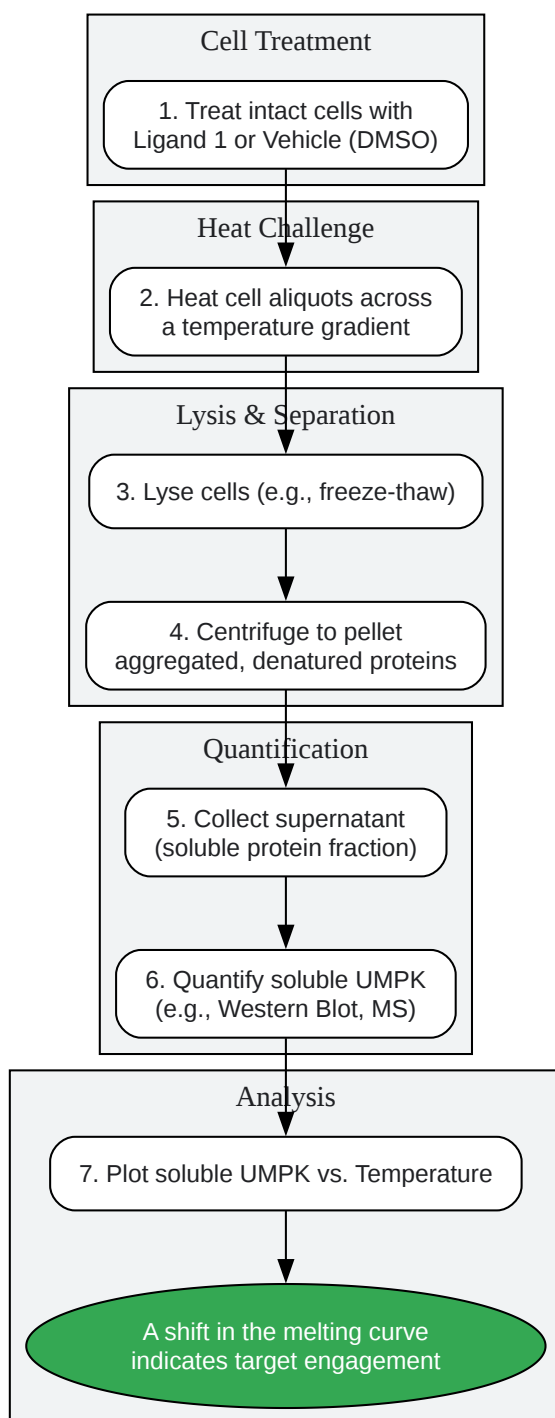 Cell Treatment
1. Treat intact cells with
Ligand 1 or Vehicle (DMSO)
Heat Challenge
2. Heat cell aliquots across
a temperature gradient
Lysis & Separation
3. Lyse cells (e.g., freeze-thaw)
4. Centrifuge to pellet
aggregated, denatured proteins
Quantification
5. Collect supernatant
(soluble protein fraction)
6. Quantify soluble UMPK
(e.g., Western Blot, MS)
Analysis
7. Plot soluble UMPK vs. Temperature
A shift in the melting curve
indicates target engagement